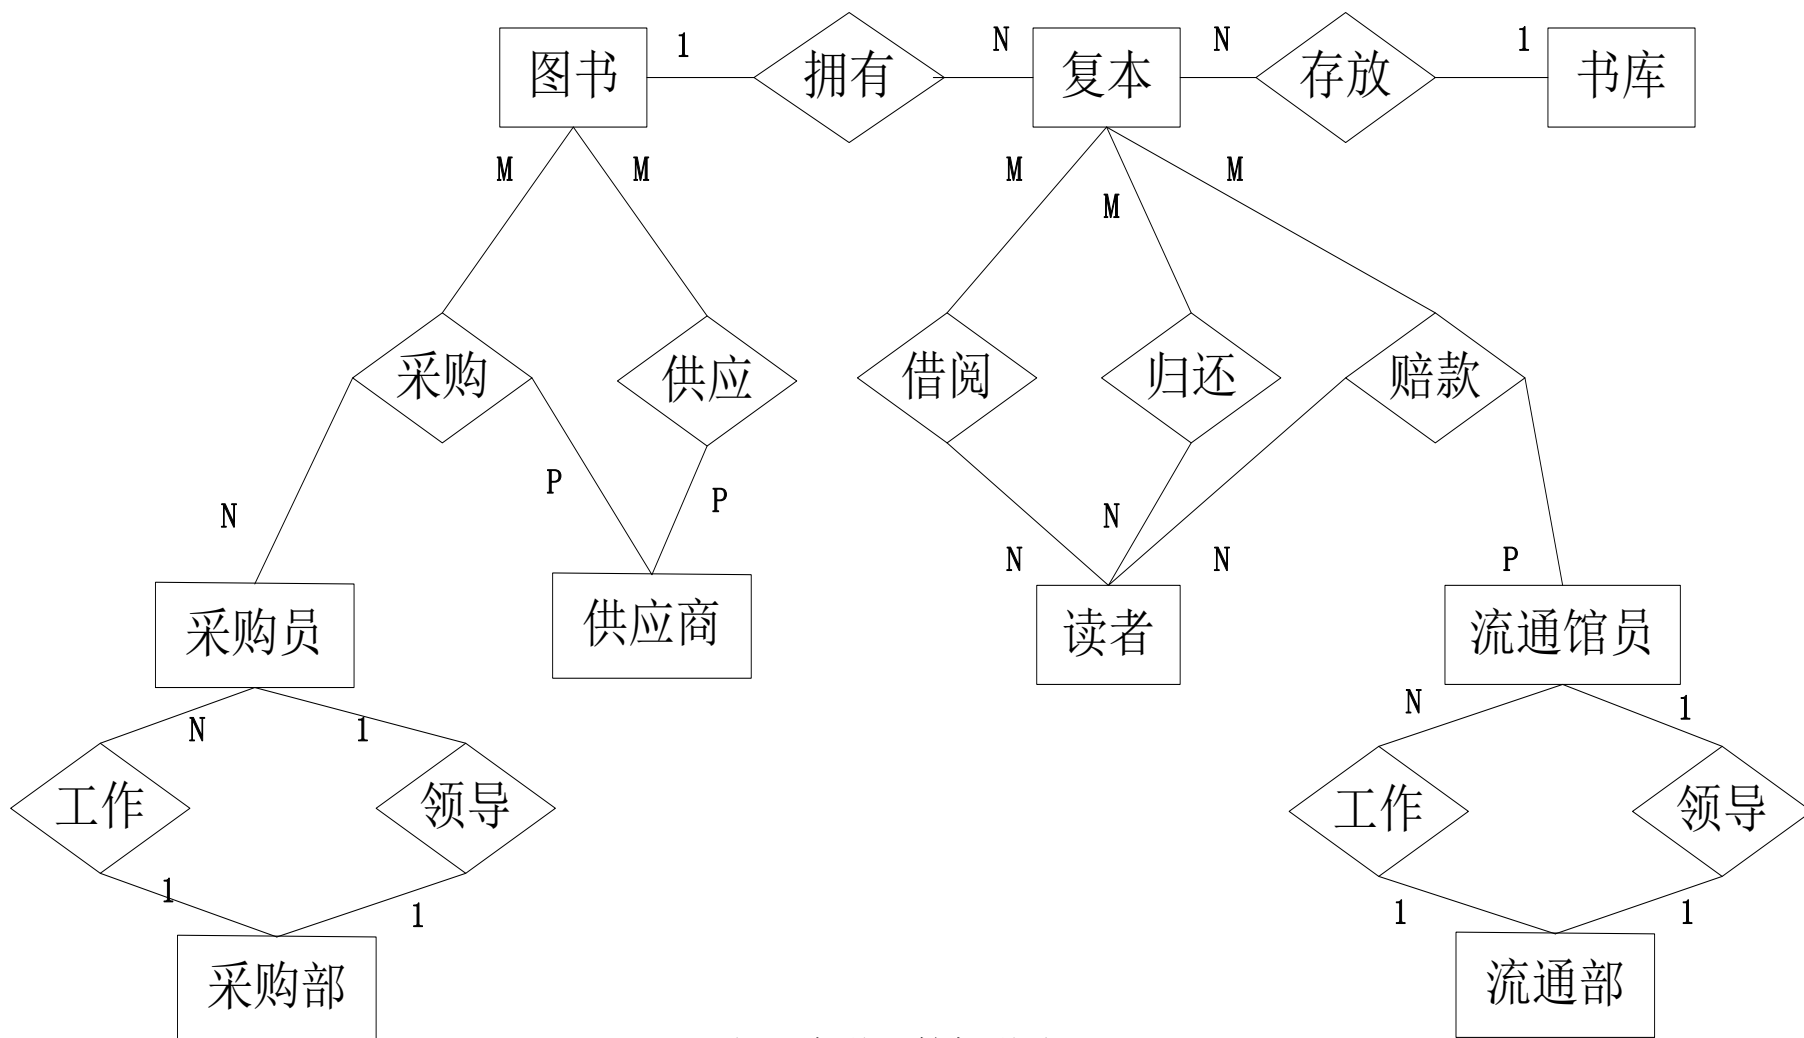 图书 1 拥有 N 复本 N 存放 1 书库
M M M M M
采购 供应 借阅 归还 赔款
N P P N N N P
采购员 供应商 读者 流通馆员
N 1 N 1
工作 领导 工作 领导
1 1 1 1
采购部 流通部